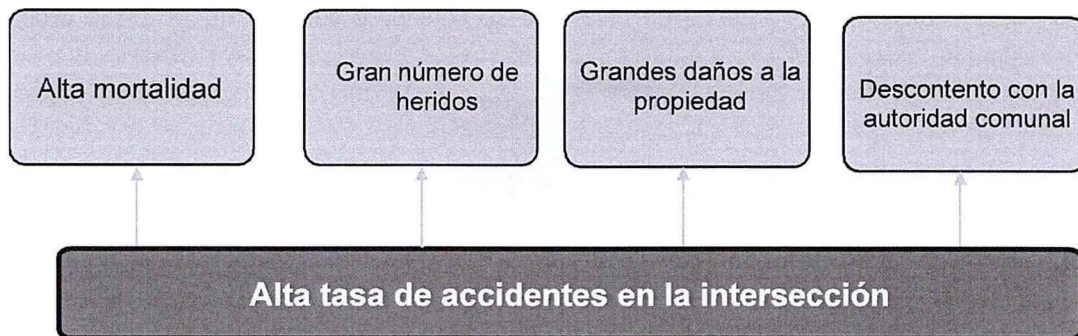 Alta mortalidad
Gran número de
heridos
Grandes daños a la
propiedad
Descontento con la
autoridad comunal
Alta tasa de accidentes en la intersección